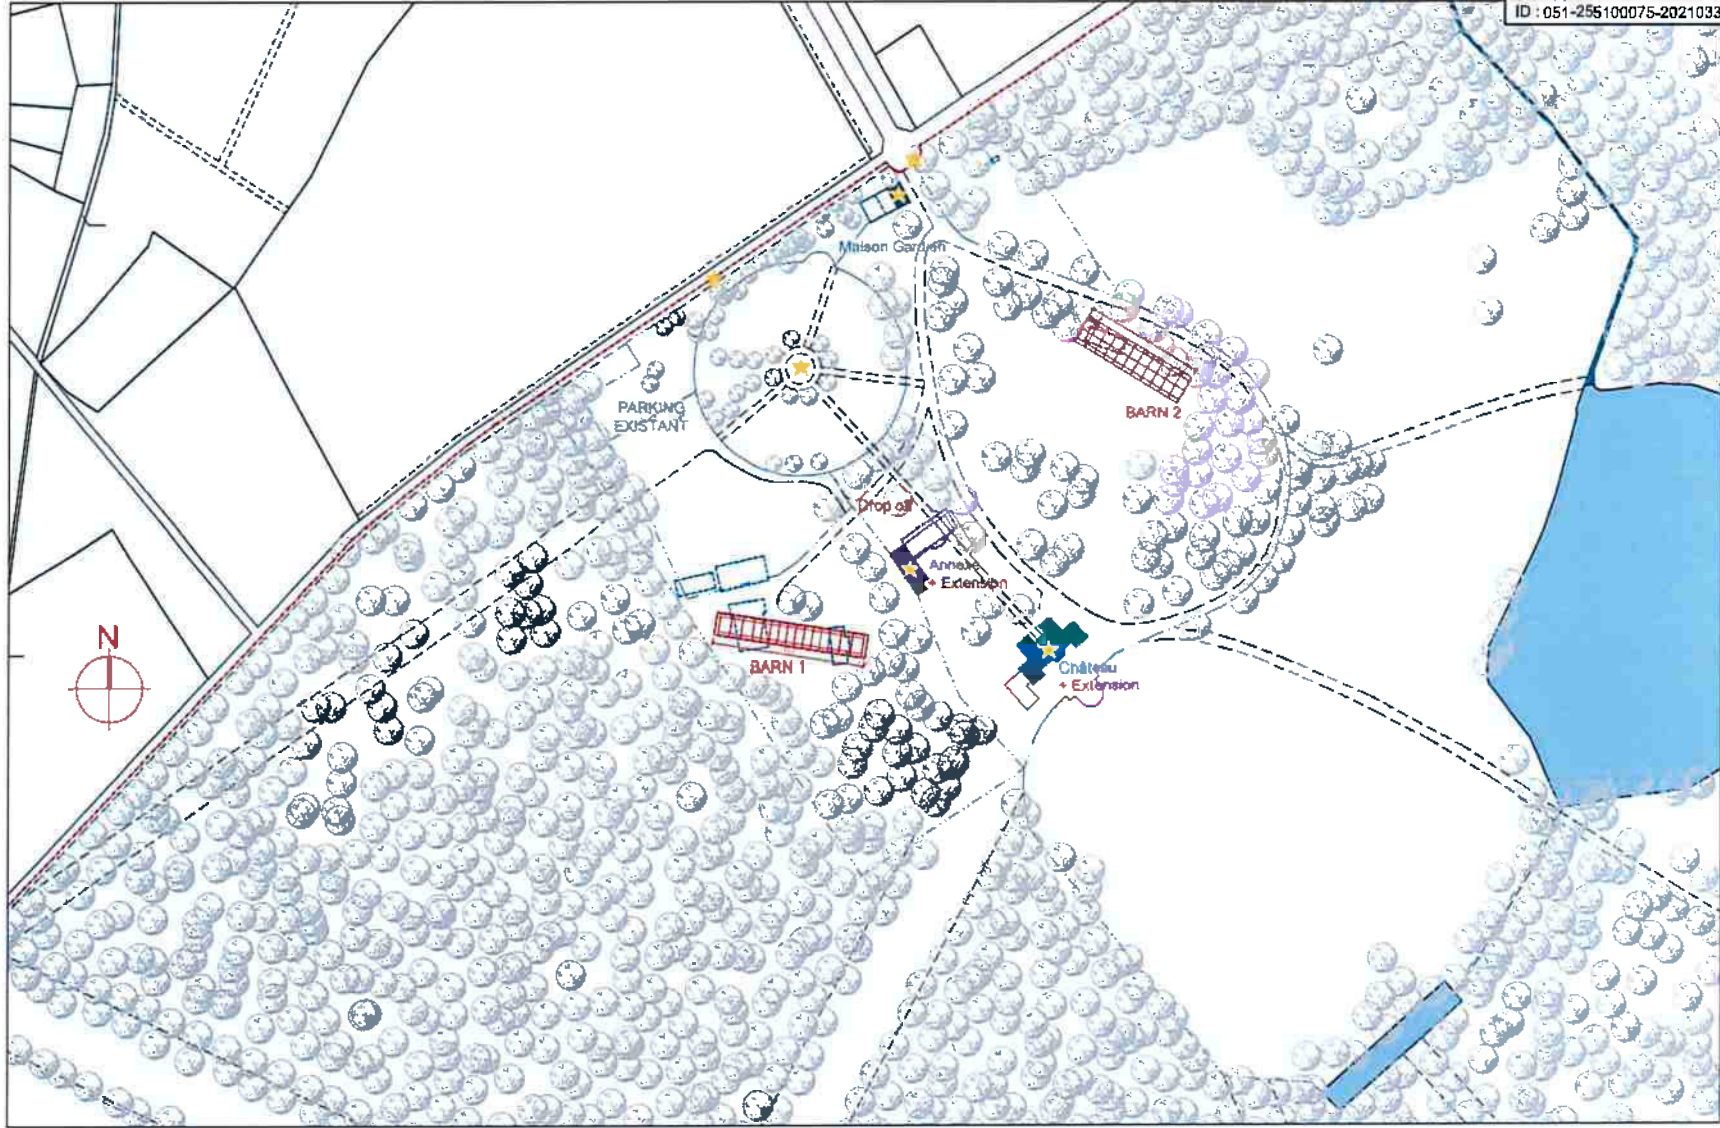 ID : 051-255100075-2021033
Maison Gardien
PARKING
EXISTANT
BARN 2
Drop off
Annexe
+ Extension
N
BARN 1
Château
+ Extension